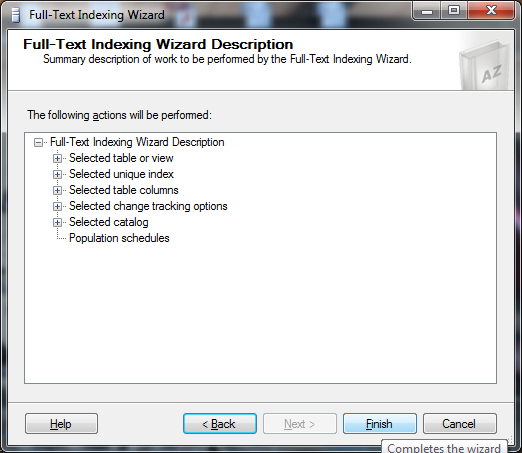 Full-Text Indexing Wizard
Full-Text Indexing Wizard Description
Summary description of work to be performed by the Full-Text Indexing Wizard.
AZ
The following actions will be performed:
Full-Text Indexing Wizard Description
Selected table or view
Selected unique index
Selected table columns
Selected change tracking options
Selected catalog
Population schedules
Help
< Back
Next >
Finish
Cancel
Completes the wizard